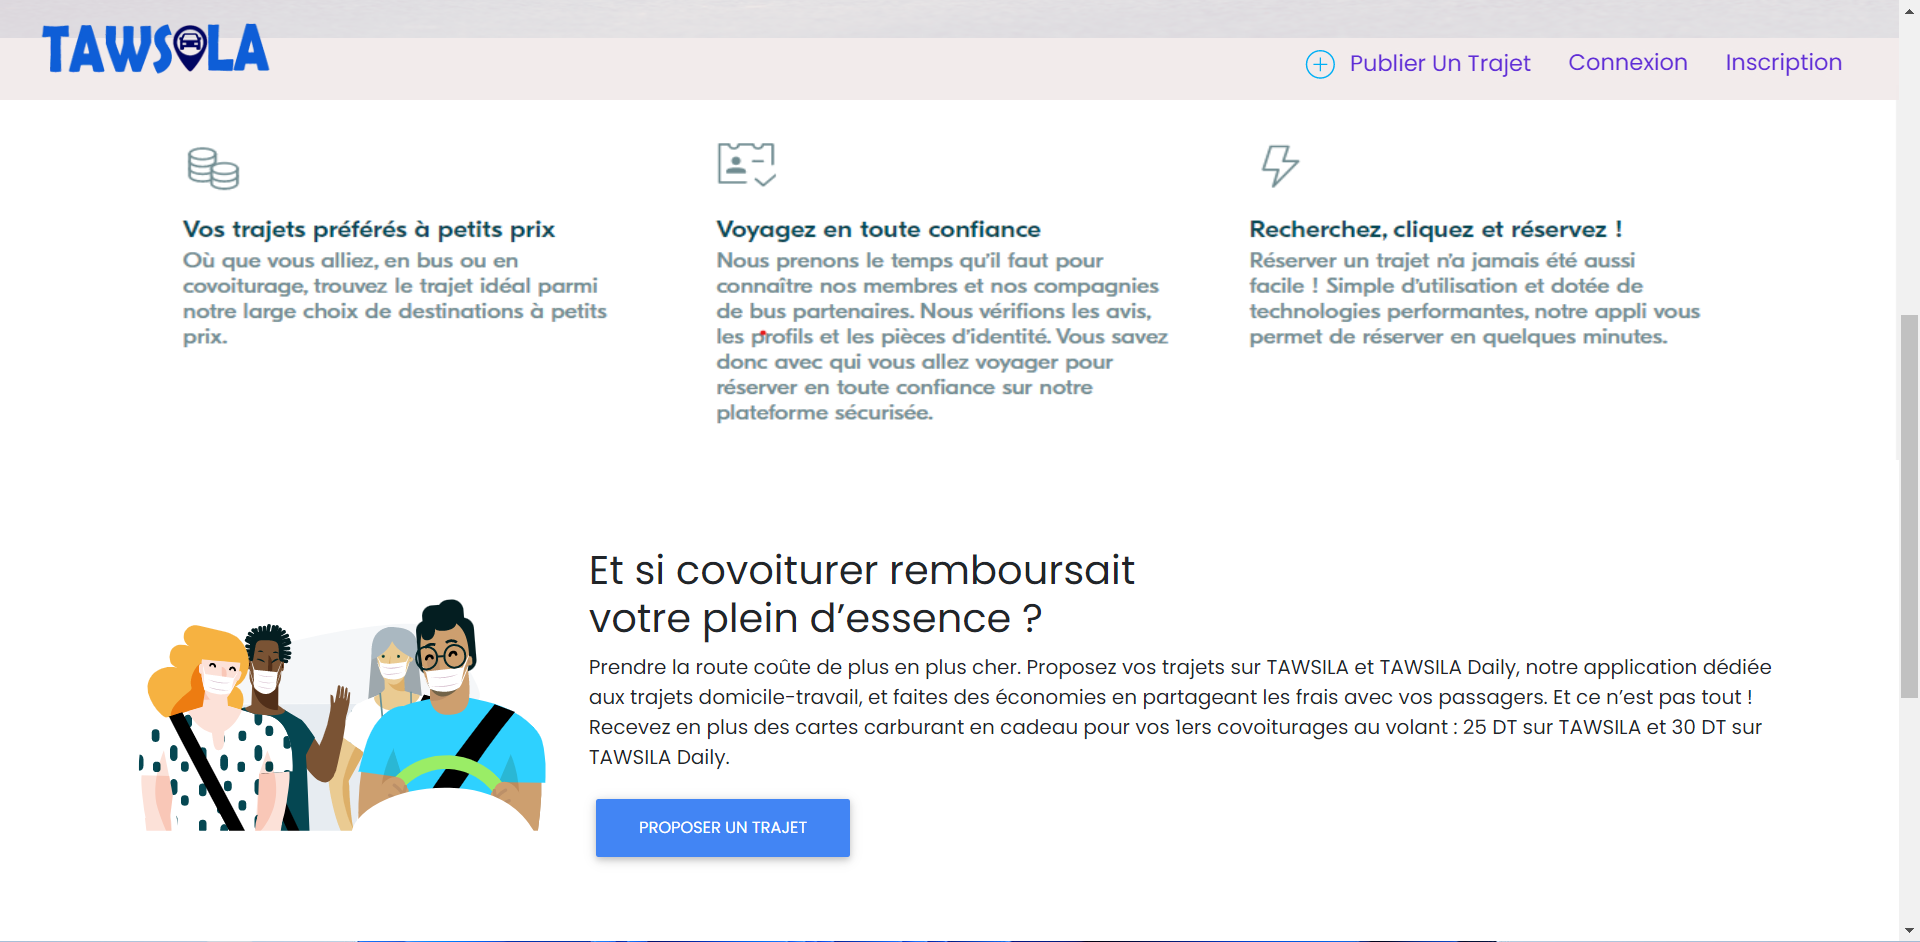 TAWSOLA
Publier Un Trajet
Connexion
Inscription
Vos trajets préférés à petits prix
Où que vous alliez, en bus ou en
covoiturage, trouvez le trajet idéal parmi
notre large choix de destinations à petits
prix.
Voyagez en toute confiance
Nous prenons le temps qu’il faut pour
connaître nos membres et nos compagnies
de bus partenaires. Nous vérifions les avis,
les profils et les pièces d’identité. Vous savez
donc avec qui vous allez voyager pour
réserver en toute confiance sur notre
plateforme sécurisée.
Recherchez, cliquez et réservez !
Réserver un trajet n’a jamais été aussi
facile ! Simple d’utilisation et dotée de
technologies performantes, notre appli vous
permet de réserver en quelques minutes.
Et si covoiturer remboursait
votre plein d’essence ?
Prendre la route coûte de plus en plus cher. Proposez vos trajets sur TAWSILA et TAWSILA Daily, notre application dédiée
aux trajets domicile-travail, et faites des économies en partageant les frais avec vos passagers. Et ce n’est pas tout !
Recevez en plus des cartes carburant en cadeau pour vos 1ers covoiturages au volant : 25 DT sur TAWSILA et 30 DT sur
TAWSILA Daily.
PROPOSER UN TRAJET